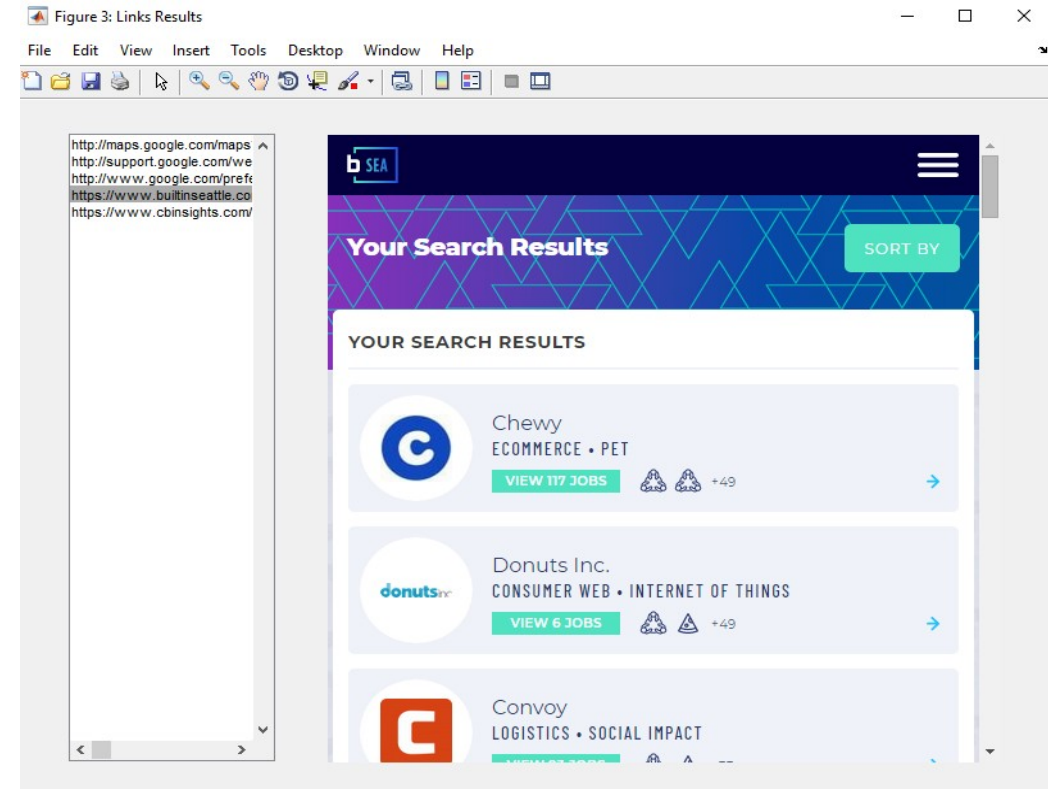 Figure 3: Links Results
File Edit View Insert Tools Desktop Window Help
http://maps.google.com/maps
http://support.google.com/we
http://www.google.com/prefe
https://www.builtinseattle.co
https://www.cbinsights.com/
b SEA
Your Search Results
SORT BY
YOUR SEARCH RESULTS
C
Chewy
ECOMMERCE • PET
VIEW 117 JOBS +49
donuts inc
Donuts Inc.
CONSUMER WEB • INTERNET OF THINGS
VIEW 6 JOBS +49
C
Convoy
LOGISTICS • SOCIAL IMPACT